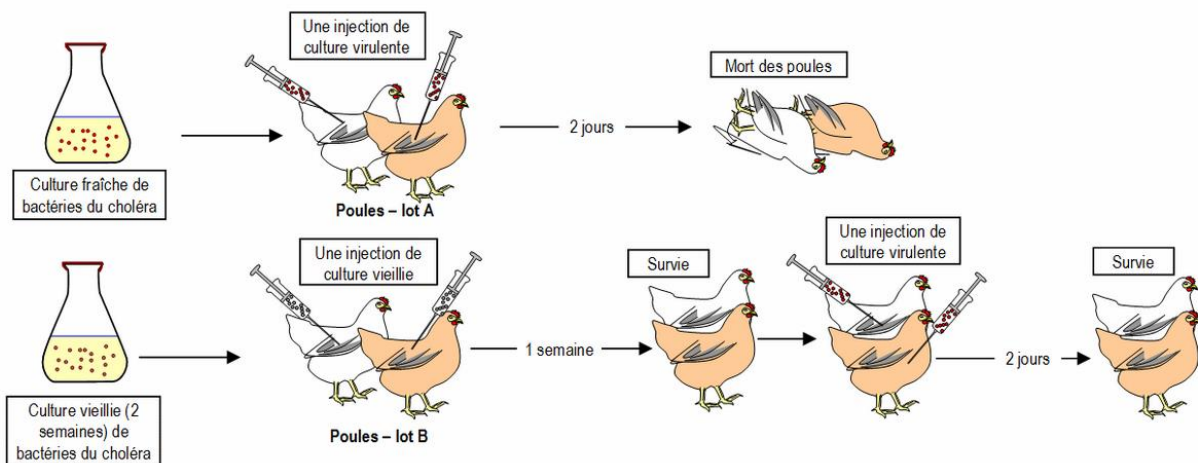 Une injection de
culture virulente
Mort des poules
2 jours
Culture fraîche de
bactéries du choléra
Poules – lot A
Une injection de
culture vieillie
Survie
Une injection de
culture virulente
Survie
1 semaine
2 jours
Culture vieillie (2
semaines) de
bactéries du choléra
Poules – lot B